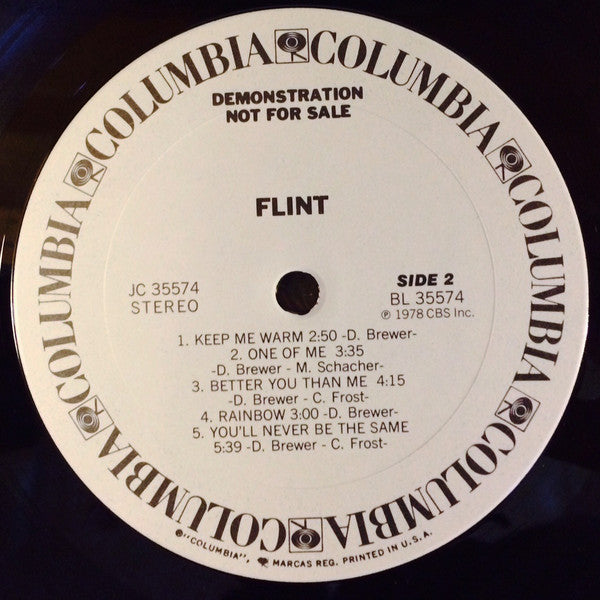 COLUMBIA COLUMBIA COLUMBIA COLUMBIA COLUMBIA COLUMBIA COLUMBIA
DEMONSTRATION
NOT FOR SALE
FLINT
JC 35574
STEREO
SIDE 2
BL 35574
℗ 1978 CBS Inc.
1. KEEP ME WARM 2:50 -D. Brewer-
2. ONE OF ME 3:35
-D. Brewer - M. Schacher-
3. BETTER YOU THAN ME 4:15
-D. Brewer - C. Frost-
4. RAINBOW 3:00 -D. Brewer-
5. YOU'LL NEVER BE THE SAME
5:39 -D. Brewer - C. Frost-
"COLUMBIA", MARCAS REG. PRINTED IN U.S.A.